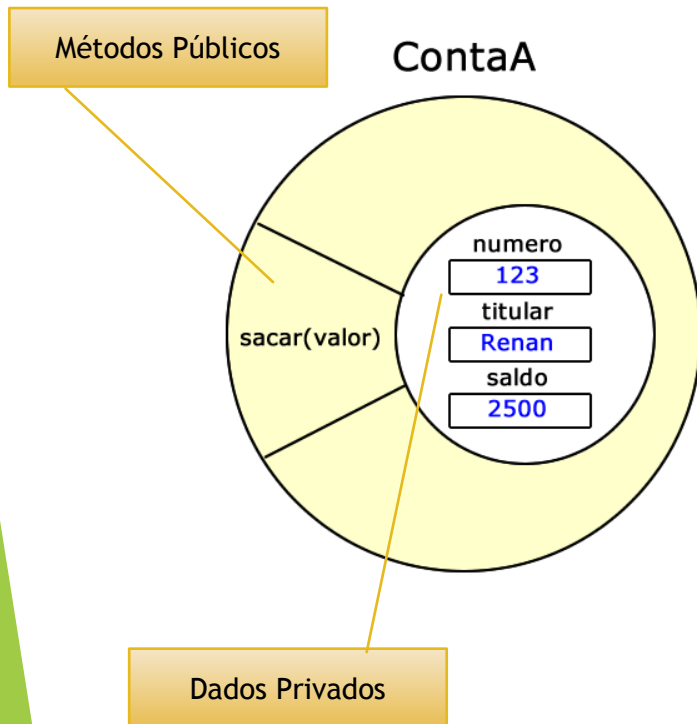 Métodos Públicos
ContaA
numero
123
titular
Renan
saldo
2500
sacar(valor)
Dados Privados